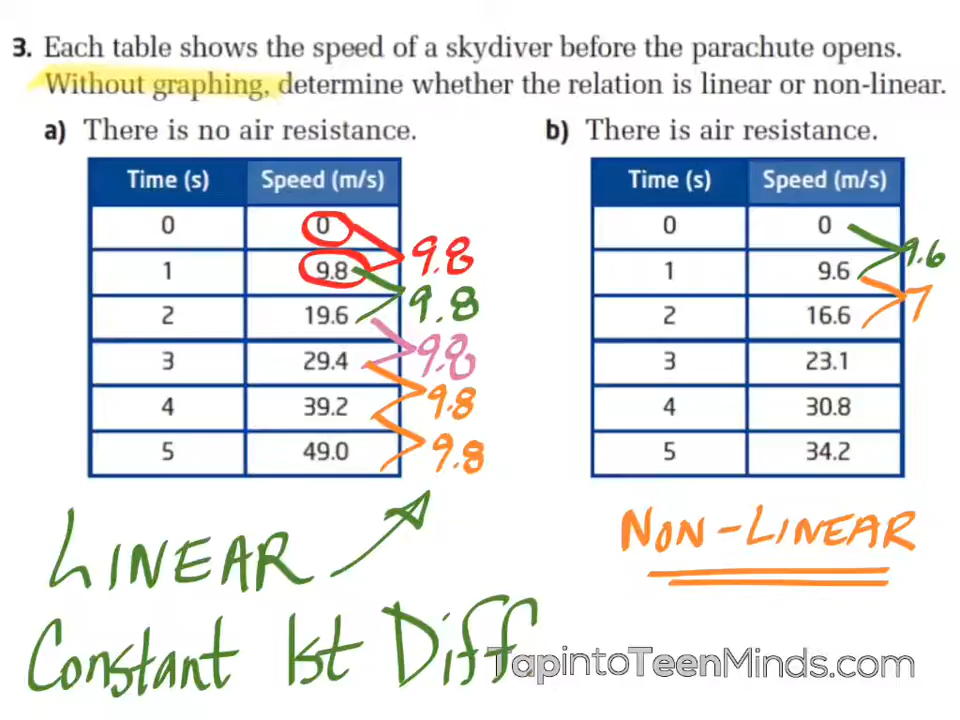 3. Each table shows the speed of a skydiver before the parachute opens.
Without graphing, determine whether the relation is linear or non-linear.
a) There is no air resistance.
Time (s) Speed (m/s)
0 0
1 9.8
2 19.6
3 29.4
4 39.2
5 49.0
9.8
9.8
9.8
9.8
9.8
LINEAR
Constant 1st Diff.
b) There is air resistance.
Time (s) Speed (m/s)
0 0
1 9.6
2 16.6
3 23.1
4 30.8
5 34.2
9.6
7
NON-LINEAR
TapintoTeenMinds.com